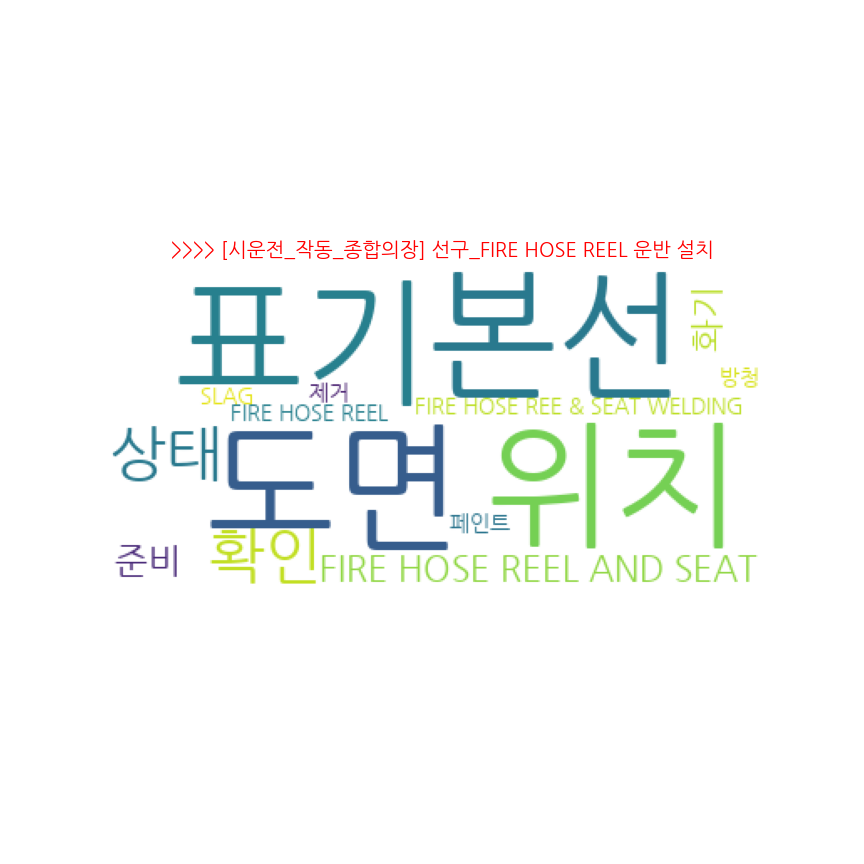 >>>> [시운전_작동_종합의장] 선구_FIRE HOSE REEL 운반 설치
표기 본선 화기
방청
SLAG 제거 FIRE HOSE REE & SEAT WELDING
FIRE HOSE REEL
상태 도면 위치
페인트
준비 확인 FIRE HOSE REEL AND SEAT